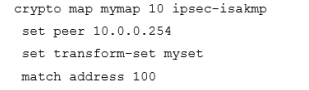 crypto map mymap 10 ipsec-isakmp
set peer 10.0.0.254
set transform-set myset
match address 100